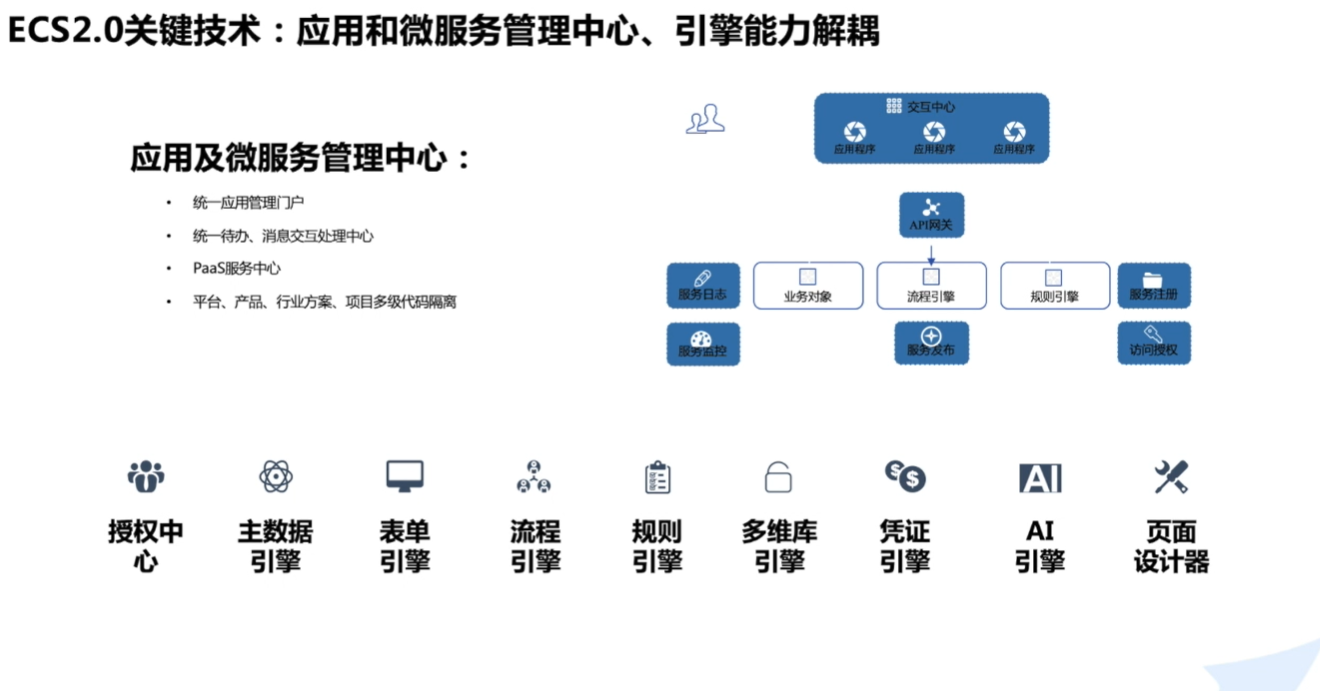 ECS2.0关键技术：应用和微服务管理中心、引擎能力解耦
应用及微服务管理中心：
• 统一应用管理门户
• 统一待办、消息交互处理中心
• PaaS服务中心
• 平台、产品、行业方案、项目多级代码隔离
交互中心
应用程序
应用程序
应用程序
API网关
服务日志
业务对象
流程引擎
规则引擎
服务注册
服务监控
服务发布
访问授权
授权中
心
主数据
引擎
表单
引擎
流程
引擎
规则
引擎
多维库
引擎
凭证
引擎
AI
AI
引擎
页面
设计器